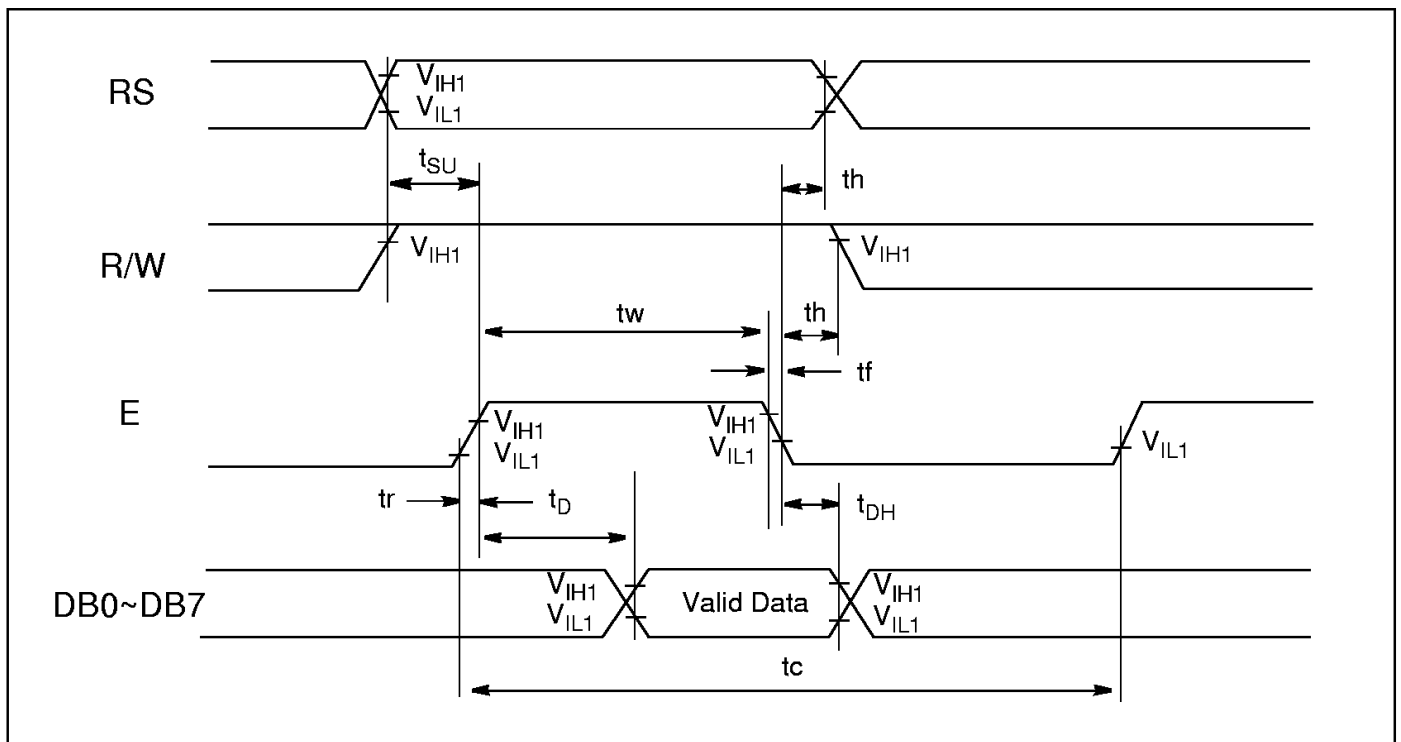 RS
VIH1
VIL1
tSU
th
R/W
VIH1
VIH1
tw
th
tf
E
VIH1
VIL1
VIH1
VIL1
VIL1
tr
tD
tDH
DB0~DB7
VIH1
VIL1
Valid Data
VIH1
VIL1
tc